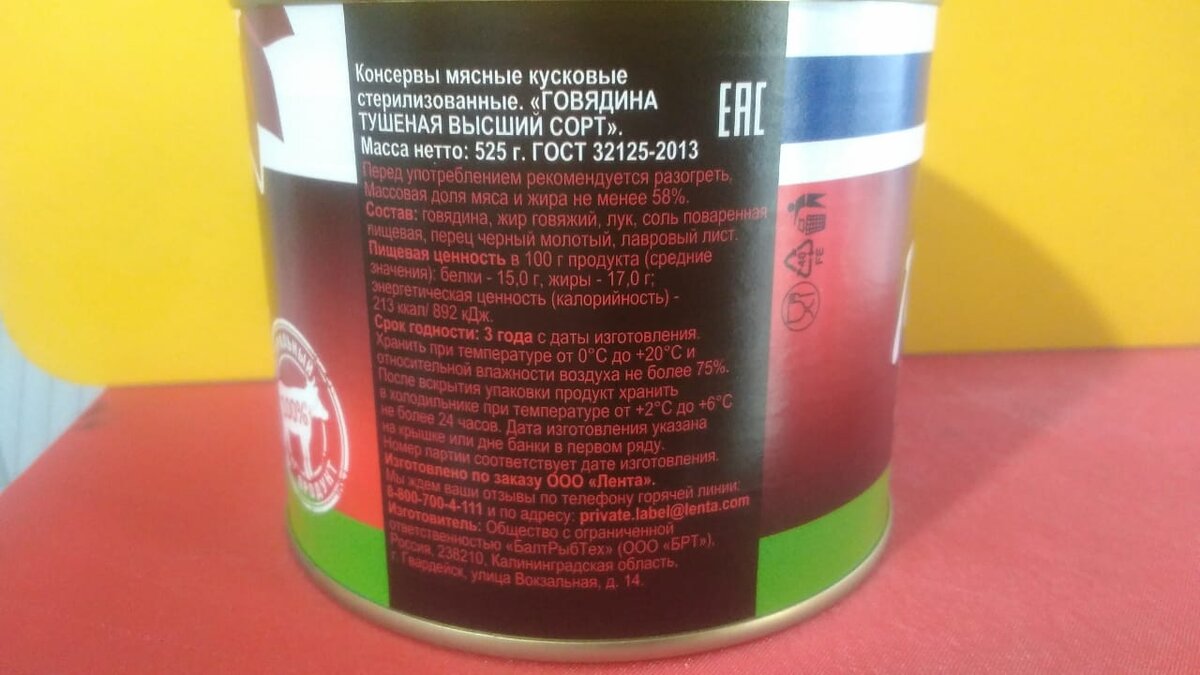 Консервы мясные кусковые
стерилизованные. «ГОВЯДИНА
ТУШЕНАЯ ВЫСШИЙ СОРТ».
Масса нетто: 525 г. ГОСТ 32125-2013
EAC
Перед употреблением рекомендуется разогреть.
Массовая доля мяса и жира не менее 58%.
Состав: говядина, жир говяжий, лук, соль поваренная
пищевая, перец черный молотый, лавровый лист.
Пищевая ценность в 100 г продукта (средние
значения): белки - 15,0 г, жиры - 17,0 г;
энергетическая ценность (калорийность) -
213 ккал/ 892 кДж.
Срок годности: 3 года с даты изготовления.
Хранить при температуре от 0°С до +20°С и
относительной влажности воздуха не более 75%.
После вскрытия упаковки продукт хранить
в холодильнике при температуре от +2°С до +6°С
не более 24 часов. Дата изготовления указана
на крышке или дне банки в первом ряду.
Номер партии соответствует дате изготовления.
Изготовлено по заказу ООО «Лента».
Мы ждем ваши отзывы по телефону горячей линии:
8-800-700-4-111 и по адресу: private.label@lenta.com
Изготовитель: Общество с ограниченной
ответственностью «БалтРыбТех» (ООО «БРТ»).
Россия, 238210, Калининградская область,
г. Гвардейск, улица Вокзальная, д. 14.
40
FE
100%